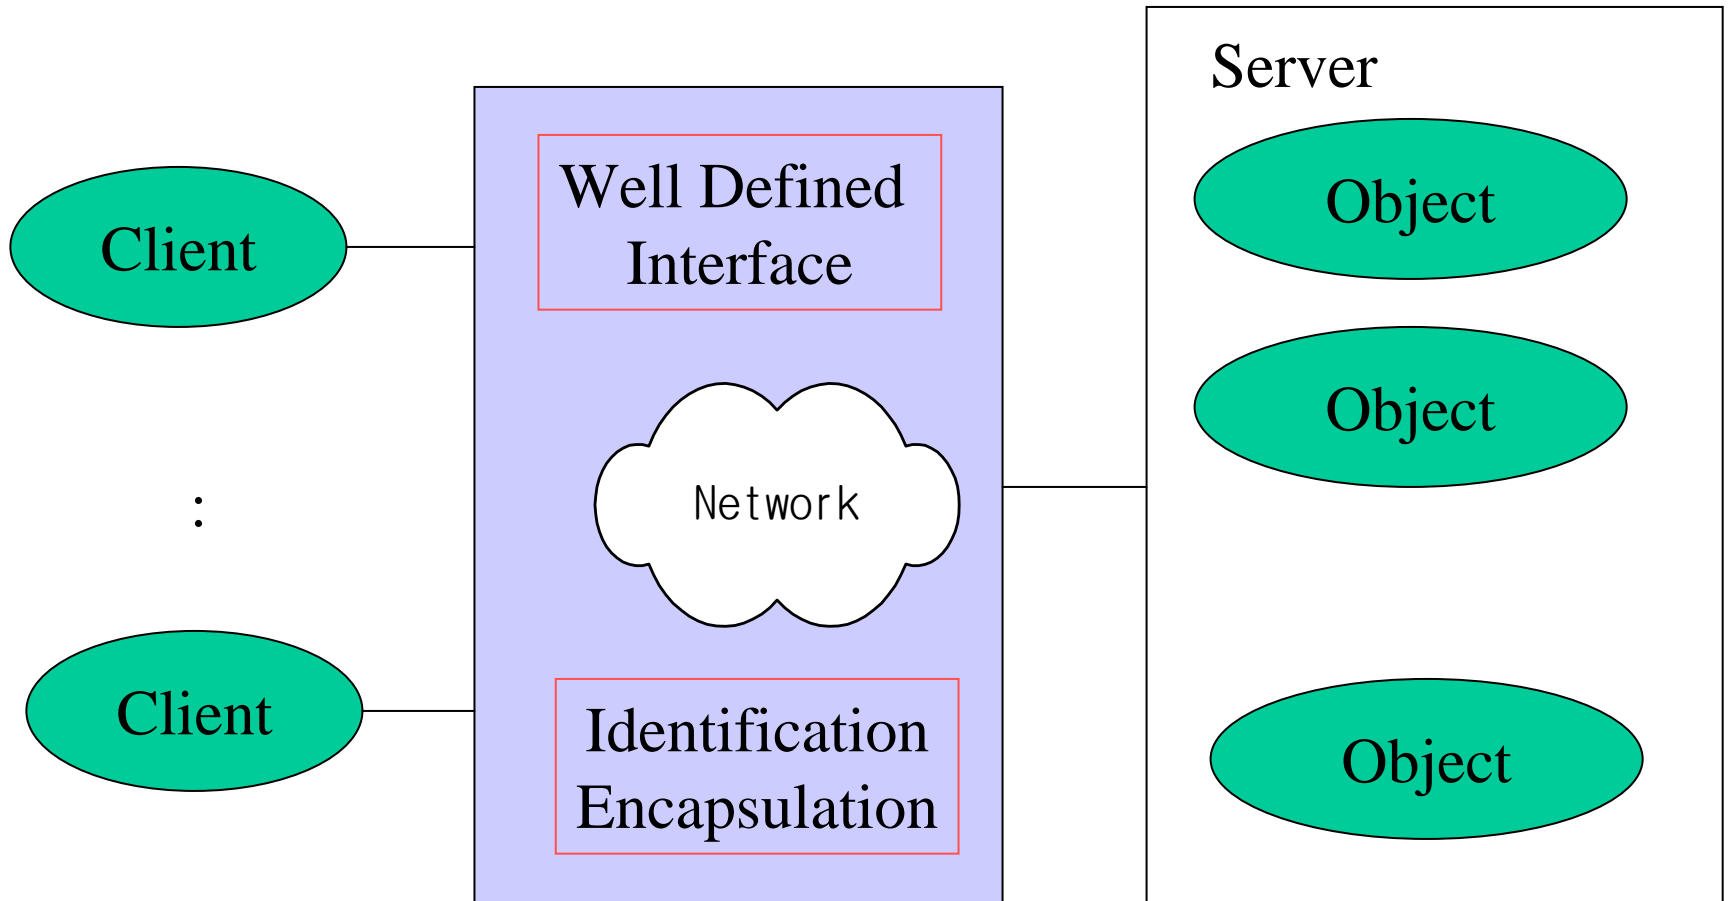 Server
Well Defined
Interface
Client
Object
Object
:
Network
Client
Identification
Encapsulation
Object